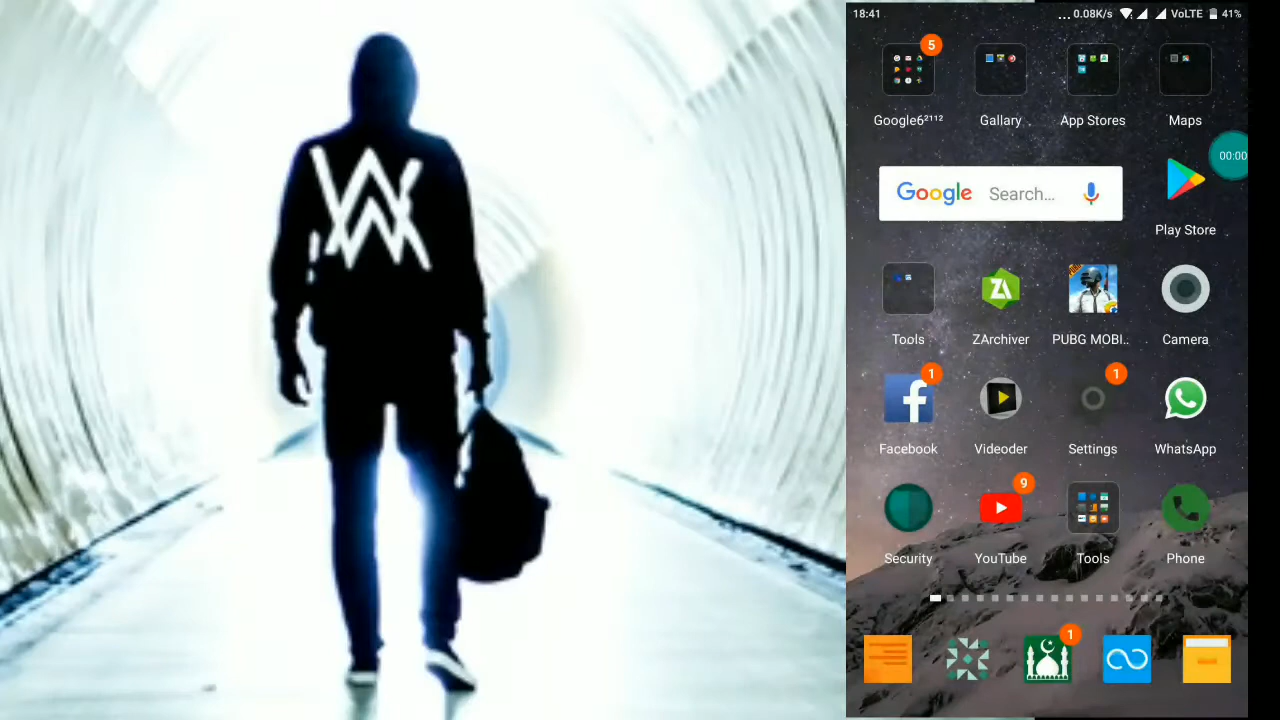 18:41 ... 0.08K/s VoLTE 41%
5
Google6²¹¹² Gallary App Stores Maps
00:00
Google Search...
Play Store
ZA
Tools ZArchiver PUBG MOBI.. Camera
1 1
Facebook Videoder Settings WhatsApp
9
Security YouTube Tools Phone
1